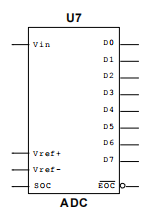 U7
Vin D0
D1
D2
D3
D4
D5
D6
Vref+ D7
Vref-
SOC EOC
ADC